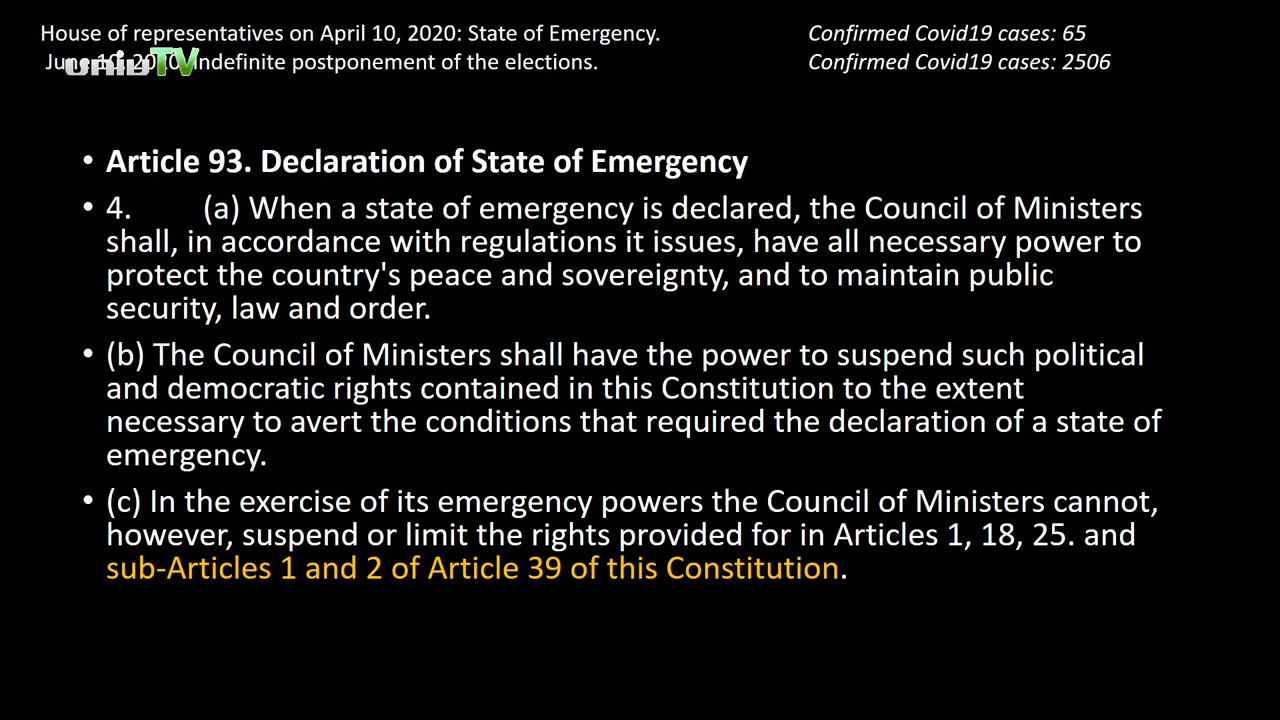 House of representatives on April 10, 2020: State of Emergency.
Confirmed Covid19 cases: 65
June 2020 indefinite postponement of the elections.
Confirmed Covid19 cases: 2506
unibTV
• Article 93. Declaration of State of Emergency
• 4. (a) When a state of emergency is declared, the Council of Ministers
shall, in accordance with regulations it issues, have all necessary power to
protect the country's peace and sovereignty, and to maintain public
security, law and order.
• (b) The Council of Ministers shall have the power to suspend such political
and democratic rights contained in this Constitution to the extent
necessary to avert the conditions that required the declaration of a state of
emergency.
• (c) In the exercise of its emergency powers the Council of Ministers cannot,
however, suspend or limit the rights provided for in Articles 1, 18, 25. and
sub-Articles 1 and 2 of Article 39 of this Constitution.